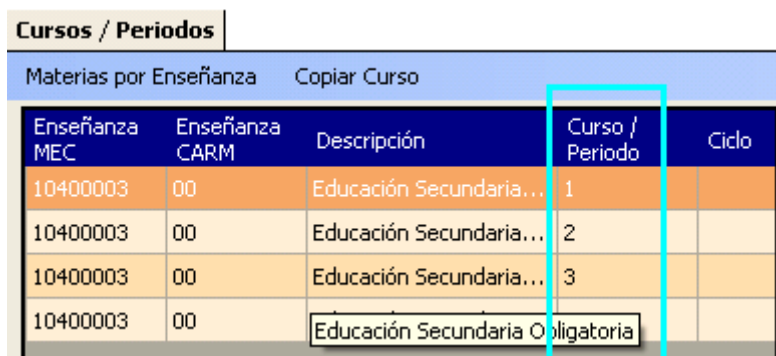 Cursos / Periodos
Materias por Enseñanza Copiar Curso
Enseñanza MEC Enseñanza CARM Descripción Curso / Periodo Ciclo
10400003 00 Educación Secundaria... 1
10400003 00 Educación Secundaria... 2
10400003 00 Educación Secundaria... 3
10400003 00
Educación Secundaria Obligatoria